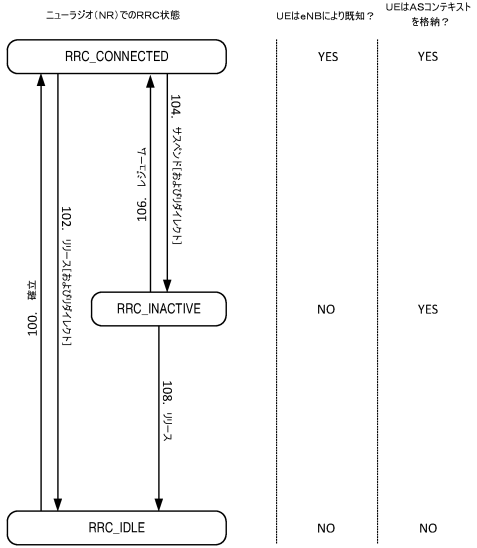 ニューラジオ(NR)でのRRC状態
UEはeNBにより既知?
UEはASコンテキスト
を格納?
RRC_CONNECTED
YES
YES
104. サスペンド[およびリダイレクト]
106. レジューム
102. リリース[およびリダイレクト]
100. 確立
RRC_INACTIVE
NO
YES
108. リリース
RRC_IDLE
NO
NO